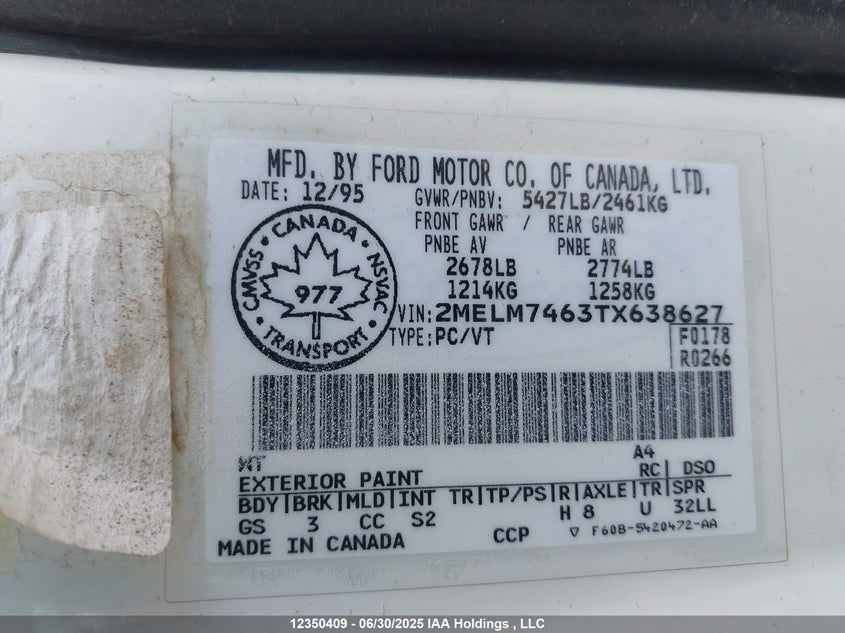 MFD. BY FORD MOTOR CO. OF CANADA, LTD.
DATE: 12/95 GVWR/PNBV: 5427LB/2461KG
FRONT GAWR / REAR GAWR
PNBE AV PNBE AR
2678LB 2774LB
1214KG 1258KG
CMVSS • CANADA • NSVAC • TRANSPORT •
977
VIN: 2MELM7463TX638627
TYPE: PC/VT F0178
R0266
WT A4
EXTERIOR PAINT RC DSO
BDY BRK MLD INT TR TP/PS R AXLE TR SPR
GS 3 CC S2 H 8 U 32LL
MADE IN CANADA CCP ▽ F60B-5420472-AA
12350409 - 06/30/2025 IAA Holdings , LLC